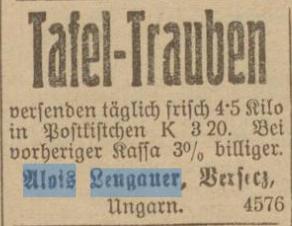 Tafel-Trauben
versenden täglich frisch 4·5 Kilo
in Postkistchen K 3 20. Bei
vorheriger Kassa 3% billiger.
Alois Lengauer, Versecz,
Ungarn. 4576